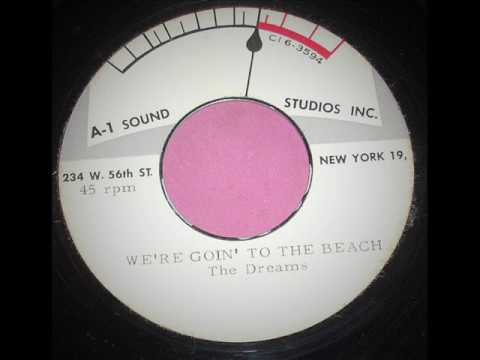 CI 6-3594
A-1 SOUND STUDIOS INC.
234 W. 56th ST. NEW YORK 19,
45 rpm
WE'RE GOIN' TO THE BEACH
The Dreams